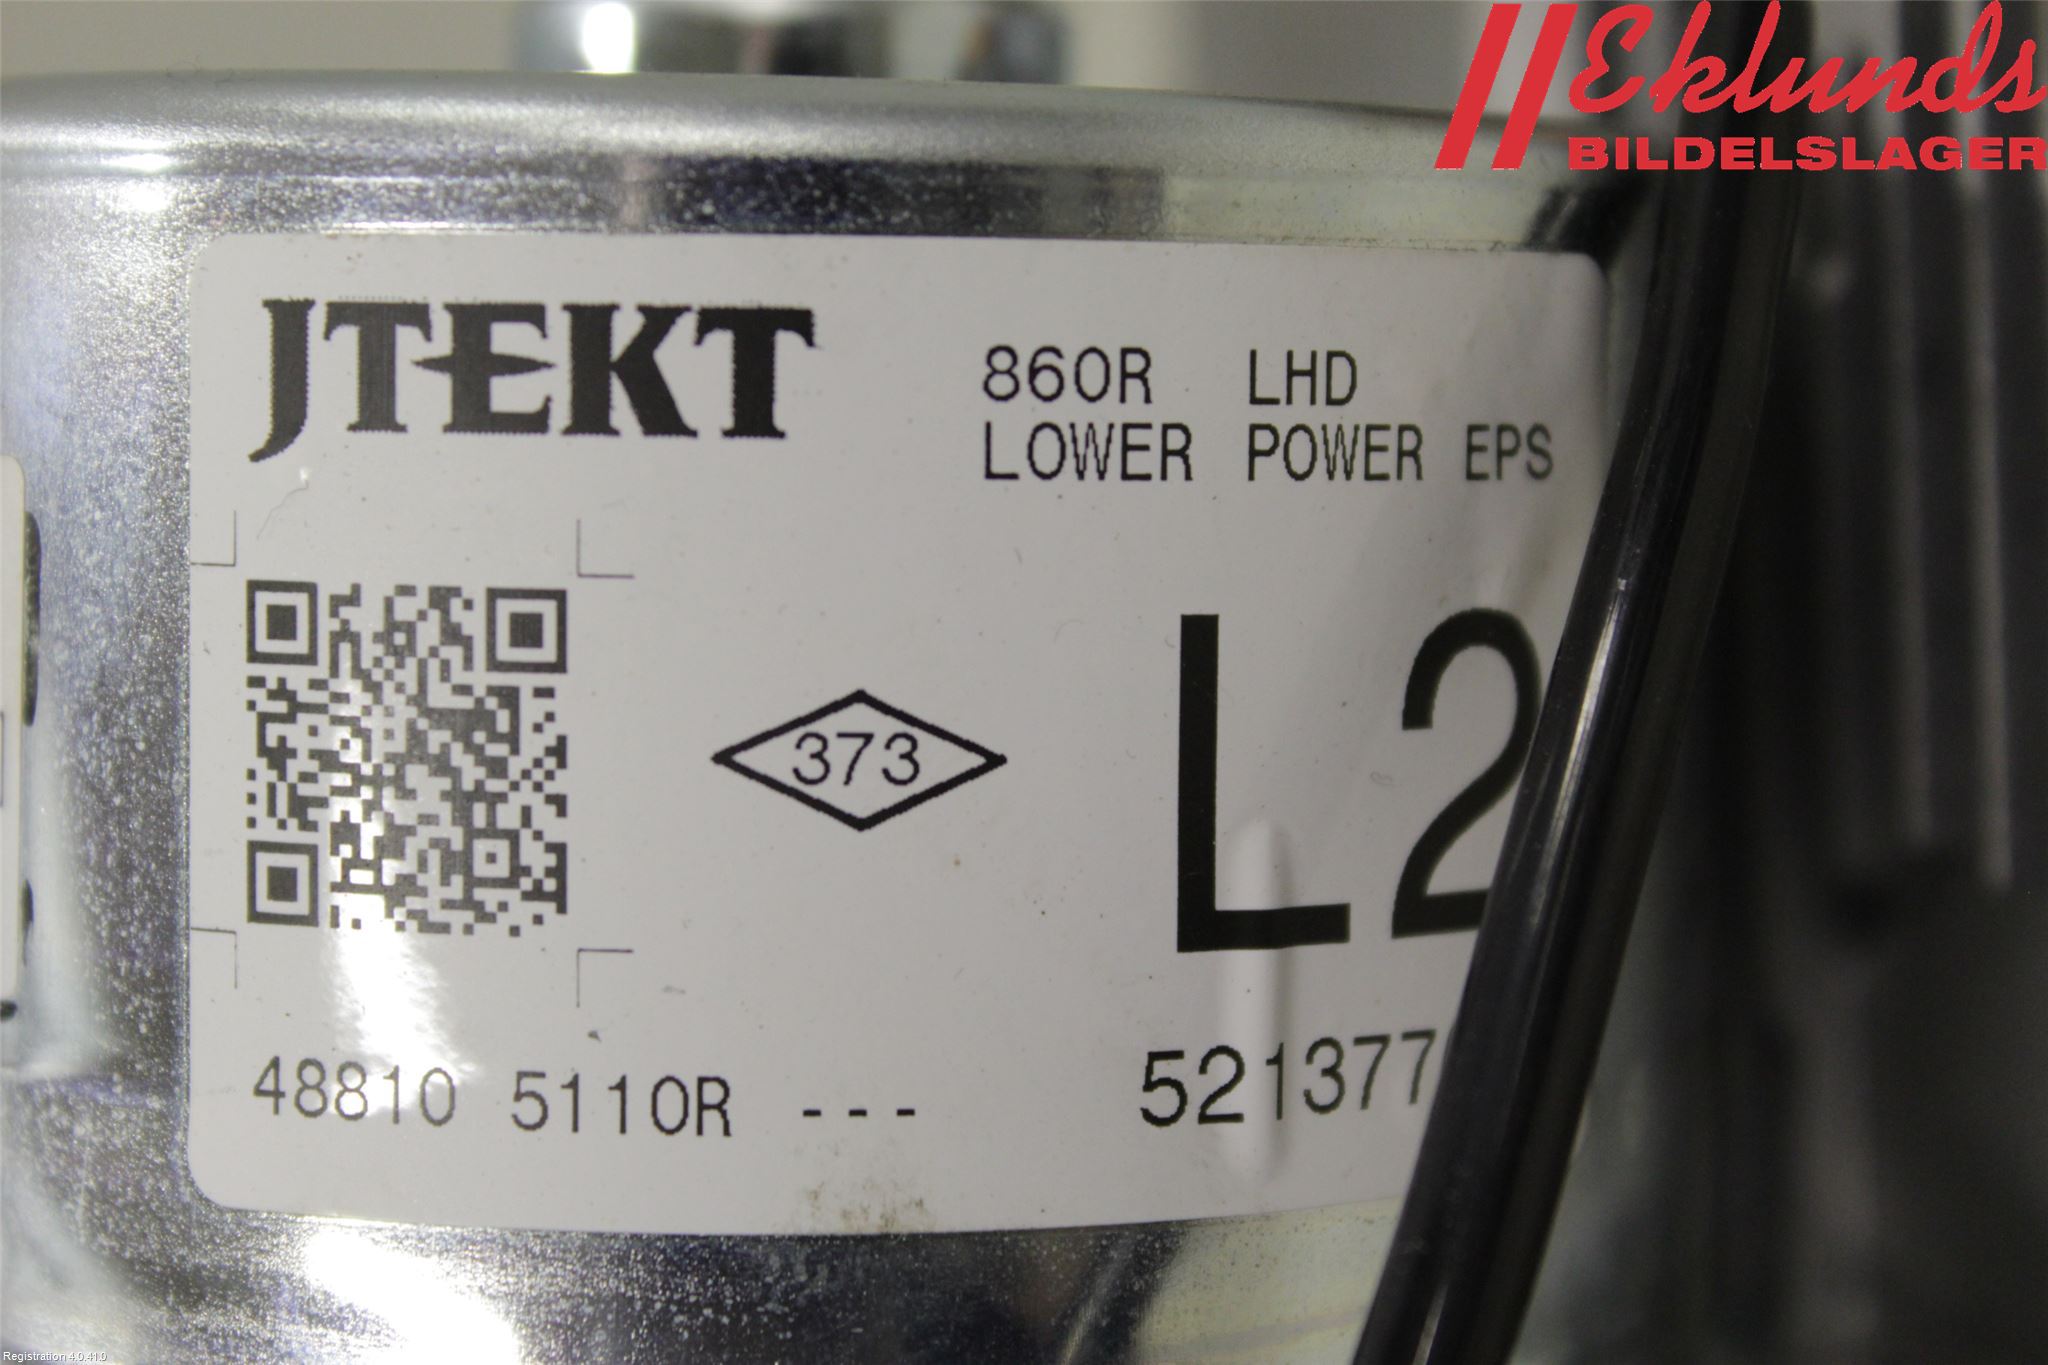 Eklunds
BILDELSLAGER
JTEKT
860R LHD
LOWER POWER EPS
373
L2
48810 5110R ---
521377
Registration 4.0.41.0